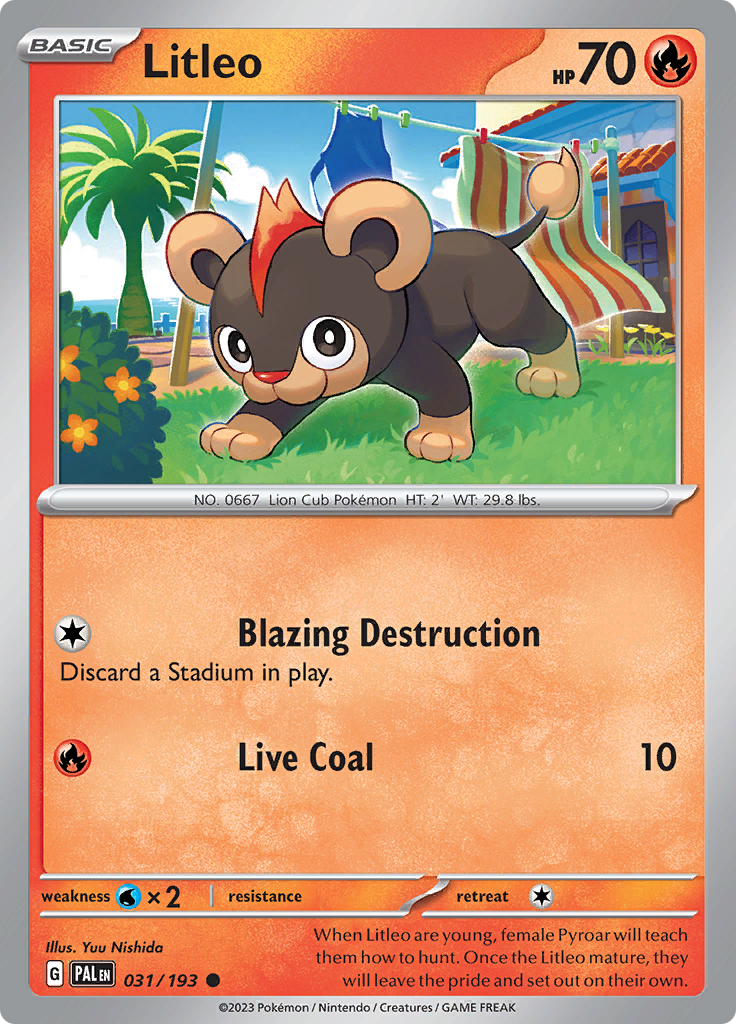 BASIC
Litleo
HP 70
NO. 0667 Lion Cub Pokémon HT: 2' WT: 29.8 lbs.
Blazing Destruction
Discard a Stadium in play.
Live Coal 10
weakness ×2 resistance retreat
Illus. Yuu Nishida
When Litleo are young, female Pyroar will teach
them how to hunt. Once the Litleo mature, they
will leave the pride and set out on their own.
G PAL EN 031/193
©2023 Pokémon / Nintendo / Creatures / GAME FREAK